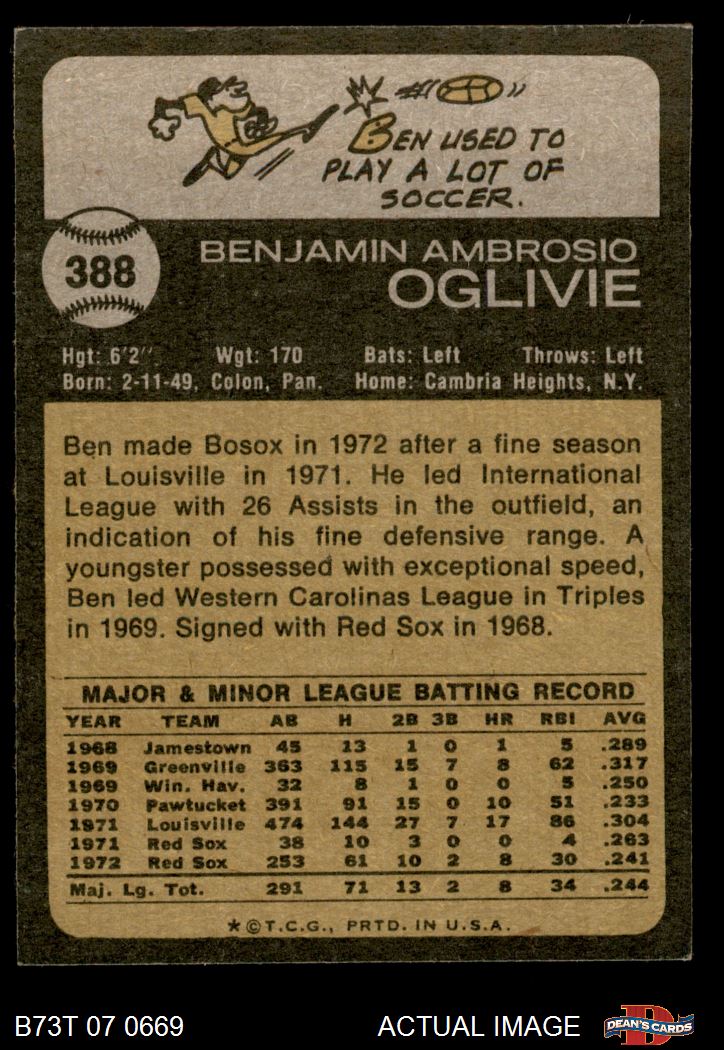 BEN USED TO
PLAY A LOT OF
SOCCER.
388
BENJAMIN AMBROSIO
OGLIVIE
Hgt: 6'2" Wgt: 170 Bats: Left Throws: Left
Born: 2-11-49, Colon, Pan. Home: Cambria Heights, N.Y.
Ben made Bosox in 1972 after a fine season
at Louisville in 1971. He led International
League with 26 Assists in the outfield, an
indication of his fine defensive range. A
youngster possessed with exceptional speed,
Ben led Western Carolinas League in Triples
in 1969. Signed with Red Sox in 1968.
MAJOR & MINOR LEAGUE BATTING RECORD
YEAR TEAM AB H 2B 3B HR RBI AVG
1968 Jamestown 45 13 1 0 1 5 .289
1969 Greenville 363 115 15 7 8 62 .317
1969 Win. Hav. 32 8 1 0 0 5 .250
1970 Pawtucket 391 91 15 0 10 51 .233
1971 Louisville 474 144 27 7 17 86 .304
1971 Red Sox 38 10 3 0 0 4 .263
1972 Red Sox 253 61 10 2 8 30 .241
Maj. Lg. Tot. 291 71 13 2 8 34 .244
*©T.C.G., PRTD. IN U.S.A.
B73T 07 0669 ACTUAL IMAGE D DEAN'S CARDS